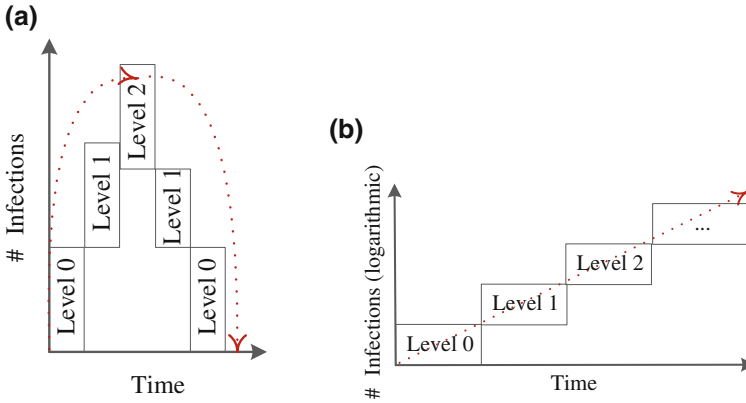 (a)
# Infections
Level 0
Level 1
Level 2
Level 1
Level 0
Time
(b)
# Infections (logarithmic)
Level 0
Level 1
Level 2
...
Time